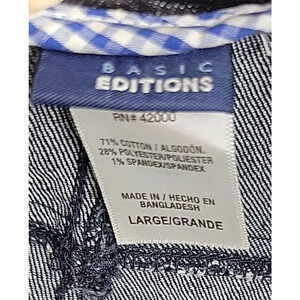 BASIC
EDITIONS
RN# 42000
71% COTTON / ALGODÓN.
28% POLYESTER/POLIESTER
1% SPANDEX/SPANDEX
MADE IN / HECHO EN
BANGLADESH
LARGE/GRANDE